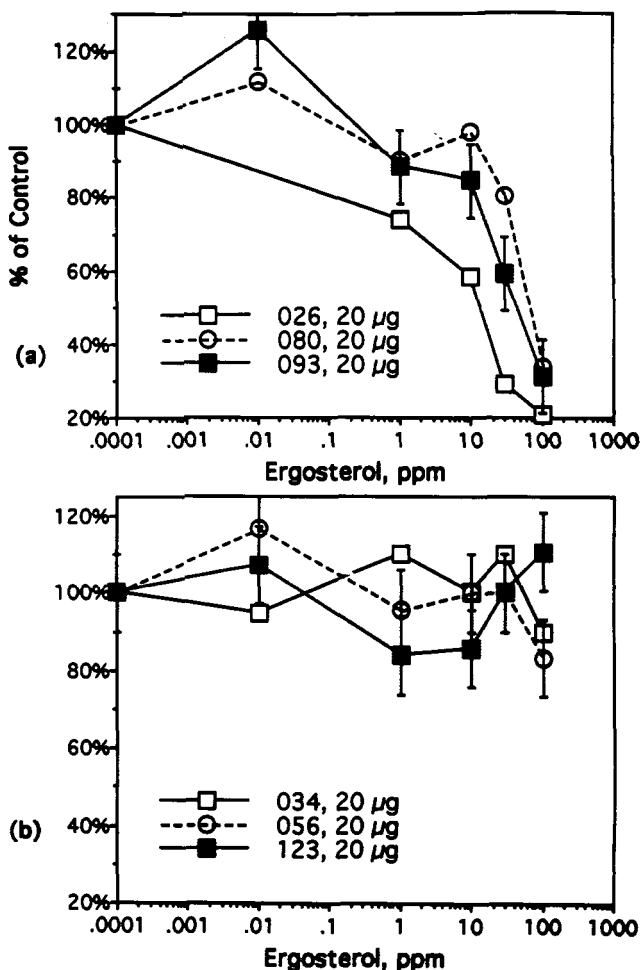 120%
100%
80%
60%
40%
20%
% of Control
(a)
026, 20 µg
080, 20 µg
093, 20 µg
.0001 .01 .1 1 10 100 1000
Ergosterol, ppm
120%
100%
80%
60%
40%
20%
(b)
034, 20 µg
056, 20 µg
123, 20 µg
.0001 .01 .1 1 10 100 1000
Ergosterol, ppm